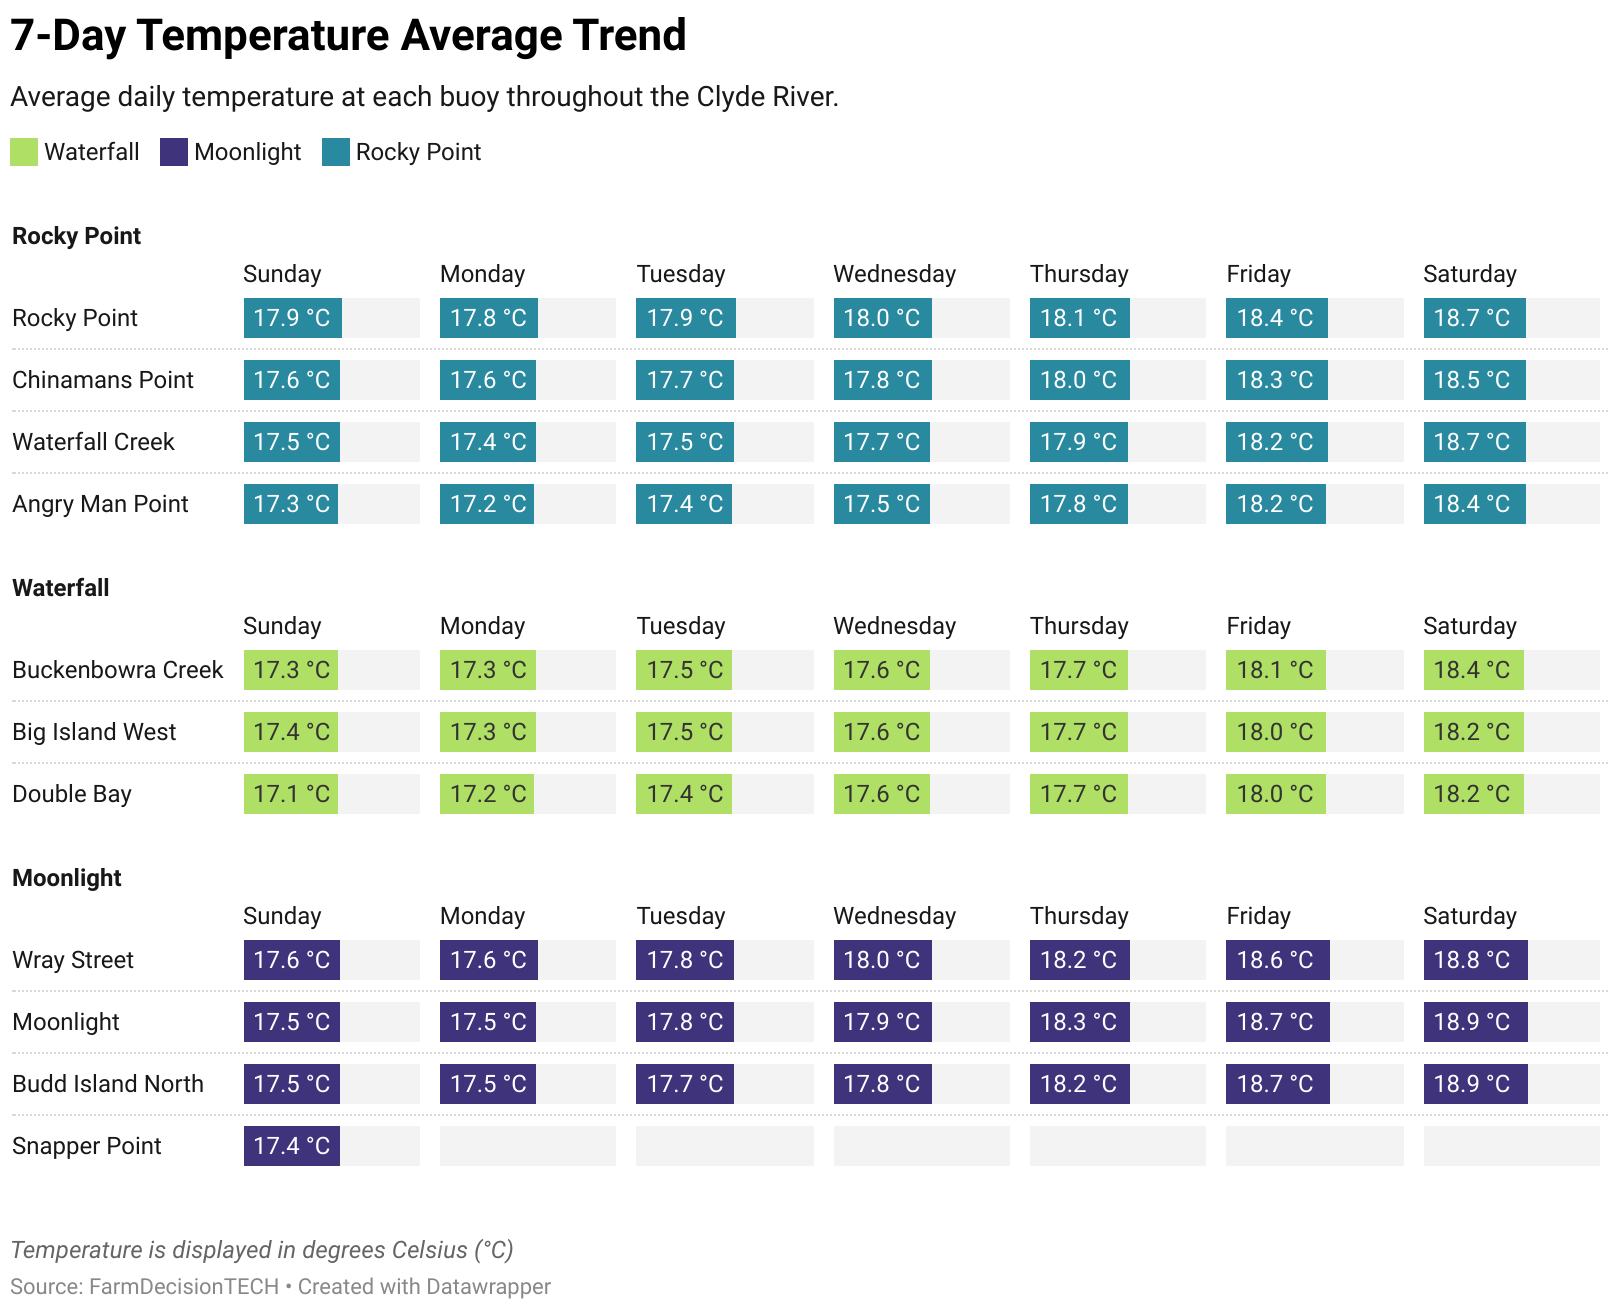 7-Day Temperature Average Trend
Average daily temperature at each buoy throughout the Clyde River.
Waterfall Moonlight Rocky Point
Rocky Point
Sunday Monday Tuesday Wednesday Thursday Friday Saturday
Rocky Point 17.9 °C 17.8 °C 17.9 °C 18.0 °C 18.1 °C 18.4 °C 18.7 °C
Chinamans Point 17.6 °C 17.6 °C 17.7 °C 17.8 °C 18.0 °C 18.3 °C 18.5 °C
Waterfall Creek 17.5 °C 17.4 °C 17.5 °C 17.7 °C 17.9 °C 18.2 °C 18.7 °C
Angry Man Point 17.3 °C 17.2 °C 17.4 °C 17.5 °C 17.8 °C 18.2 °C 18.4 °C
Waterfall
Sunday Monday Tuesday Wednesday Thursday Friday Saturday
Buckenbowra Creek 17.3 °C 17.3 °C 17.5 °C 17.6 °C 17.7 °C 18.1 °C 18.4 °C
Big Island West 17.4 °C 17.3 °C 17.5 °C 17.6 °C 17.7 °C 18.0 °C 18.2 °C
Double Bay 17.1 °C 17.2 °C 17.4 °C 17.6 °C 17.7 °C 18.0 °C 18.2 °C
Moonlight
Sunday Monday Tuesday Wednesday Thursday Friday Saturday
Wray Street 17.6 °C 17.6 °C 17.8 °C 18.0 °C 18.2 °C 18.6 °C 18.8 °C
Moonlight 17.5 °C 17.5 °C 17.8 °C 17.9 °C 18.3 °C 18.7 °C 18.9 °C
Budd Island North 17.5 °C 17.5 °C 17.7 °C 17.8 °C 18.2 °C 18.7 °C 18.9 °C
Snapper Point 17.4 °C
Temperature is displayed in degrees Celsius (°C)
Source: FarmDecisionTECH • Created with Datawrapper